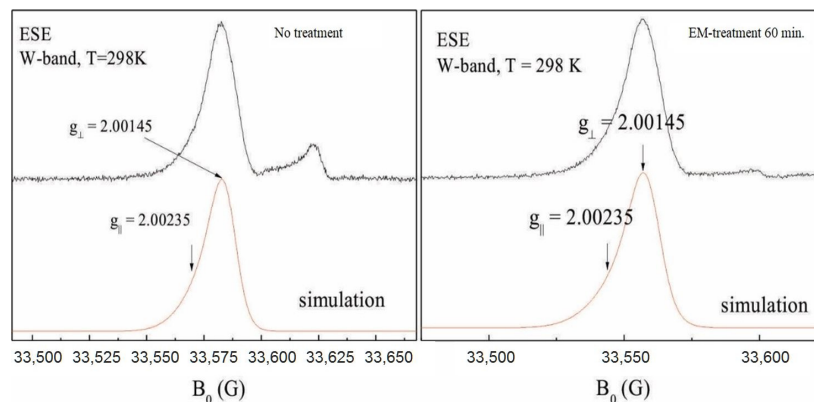 ESE
W-band, T=298K
No treatment
g⊥ = 2.00145
g|| = 2.00235
simulation
33,500 33,525 33,550 33,575 33,600 33,625 33,650
B0 (G)
ESE
W-band, T = 298 K
EM-treatment 60 min.
g⊥ = 2.00145
g|| = 2.00235
simulation
33,500 33,550 33,600
B0 (G)